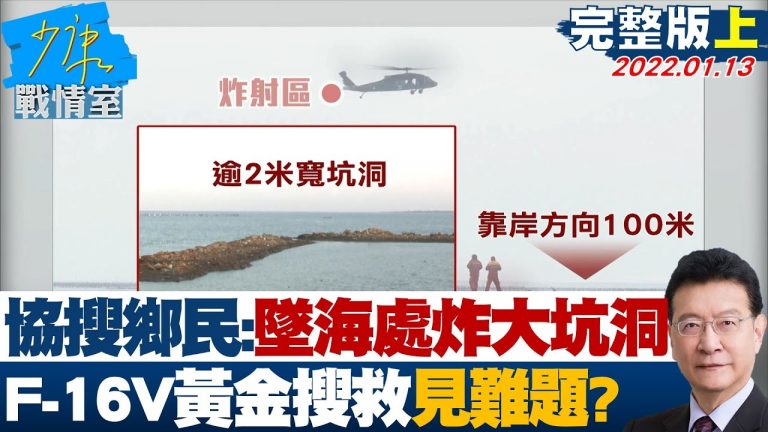 少康
戰情室
完整版上
2022.01.13
炸射區
逾2米寬坑洞
靠岸方向100米
協搜鄉民:墜海處炸大坑洞
F-16V黃金搜救見難題?